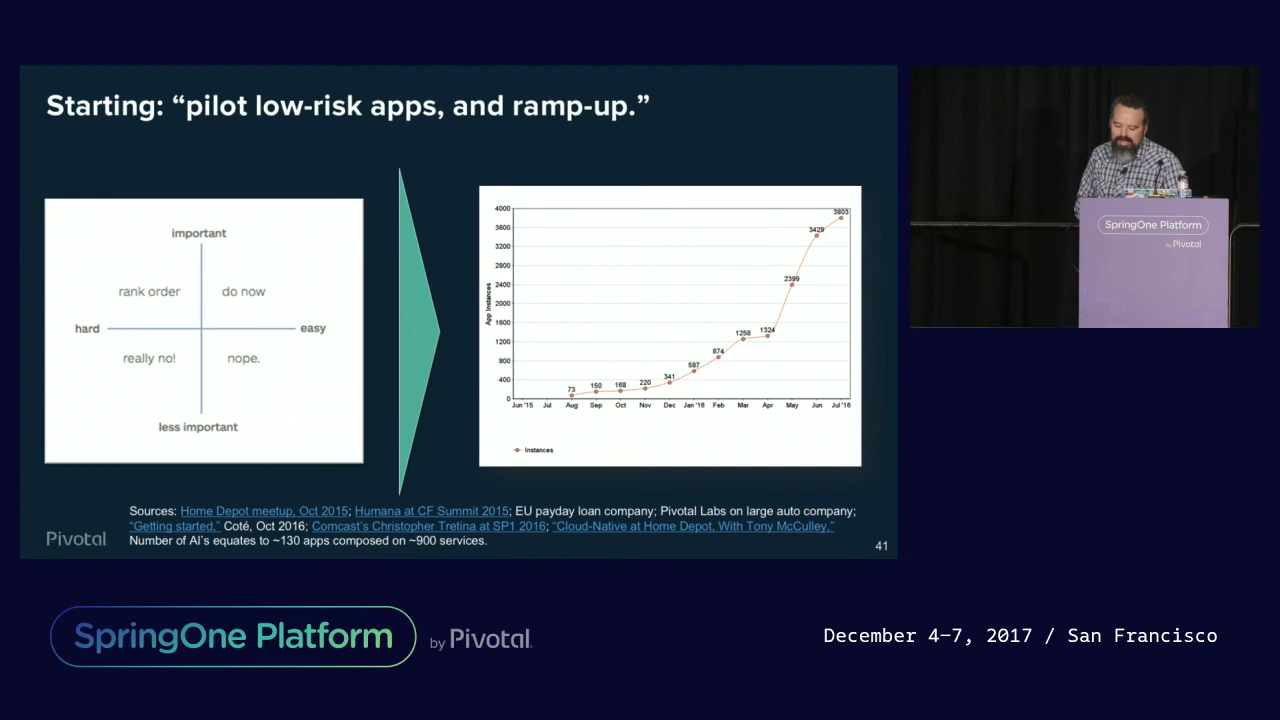 Starting: “pilot low-risk apps, and ramp-up.”
important
rank order do now
hard easy
really no! nope.
less important
4000
3600
3200
2800
2400
2000
1600
1200
800
400
0
App Instances
73 150 168 220 341 587 874 1258 1324 2399 3429 3803
Jun '15 Jul Aug Sep Oct Nov Dec Jan '16 Feb Mar Apr May Jun Jul '16
Instances
Sources: Home Depot meetup, Oct 2015; Humana at CF Summit 2015; EU payday loan company; Pivotal Labs on large auto company;
“Getting started,” Coté, Oct 2016; Comcast’s Christopher Tretina at SP1 2016; “Cloud-Native at Home Depot, With Tony McCulley,”
Number of AI’s equates to ~130 apps composed on ~900 services.
Pivotal
41
SpringOne Platform
by Pivotal
SpringOne Platform by Pivotal.
December 4–7, 2017 / San Francisco